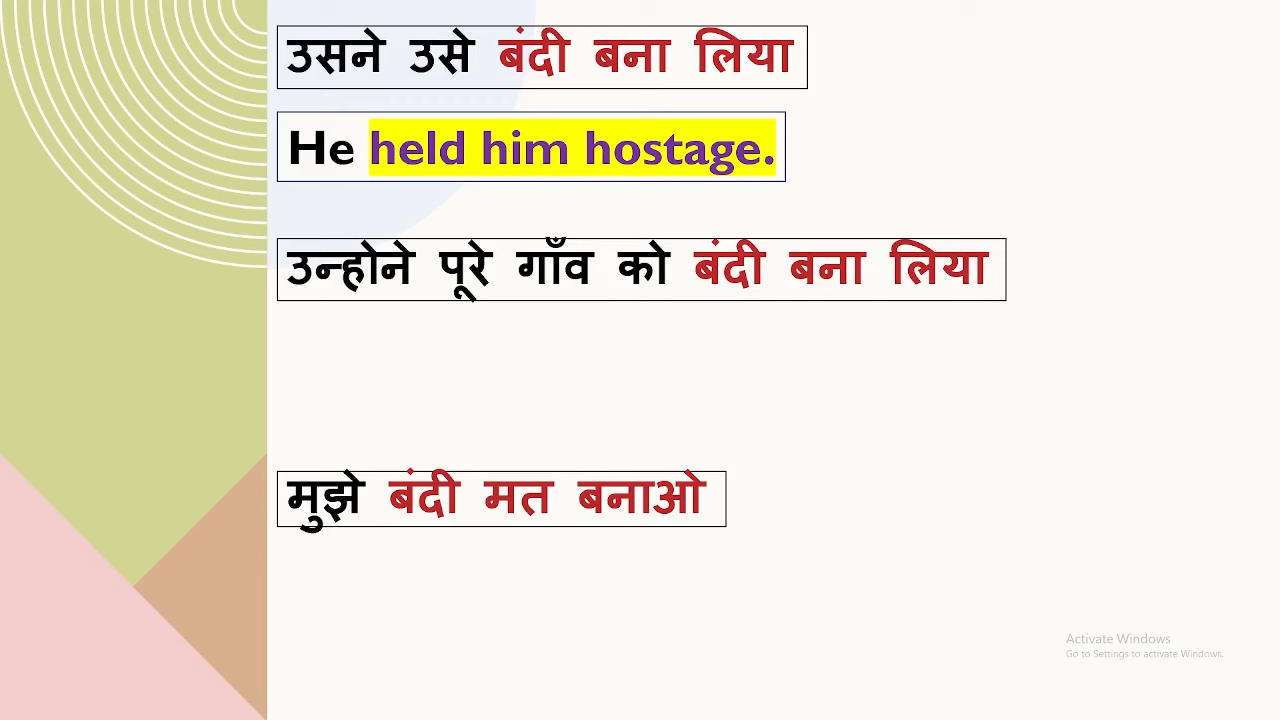 उसने उसे बंदी बना लिया
He held him hostage.
उन्होने पूरे गाँव को बंदी बना लिया
मुझे बंदी मत बनाओ
Activate Windows
Go to Settings to activate Windows.